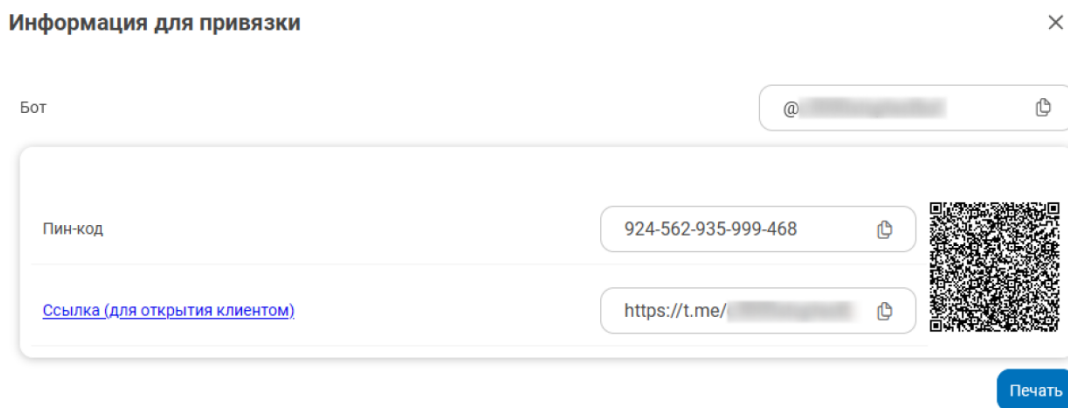 Информация для привязки
Бот
@
Пин-код
924-562-935-999-468
Ссылка (для открытия клиентом)
https://t.me/
Печать